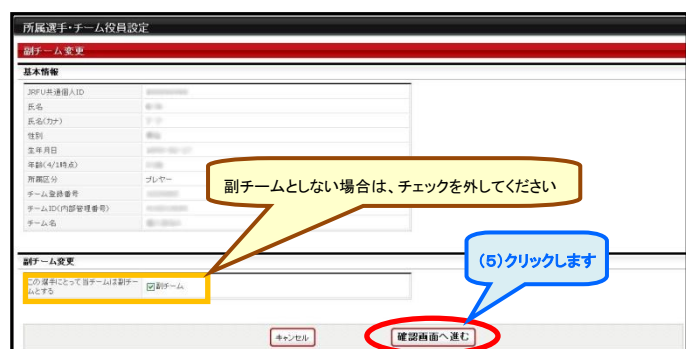 所属選手・チーム役員設定
副チーム変更
基本情報
JRFU共通個人ID
氏名
氏名(カナ)
性別
生年月日
年齢(4/1時点)
所属区分 プレヤー
チーム登録番号
チームID(内部管理番号)
チーム名
副チームとしない場合は、チェックを外してください
副チーム変更
(5)クリックします
この選手にとって当チームは副チー
ムとする
副チーム
キャンセル 確認画面へ進む